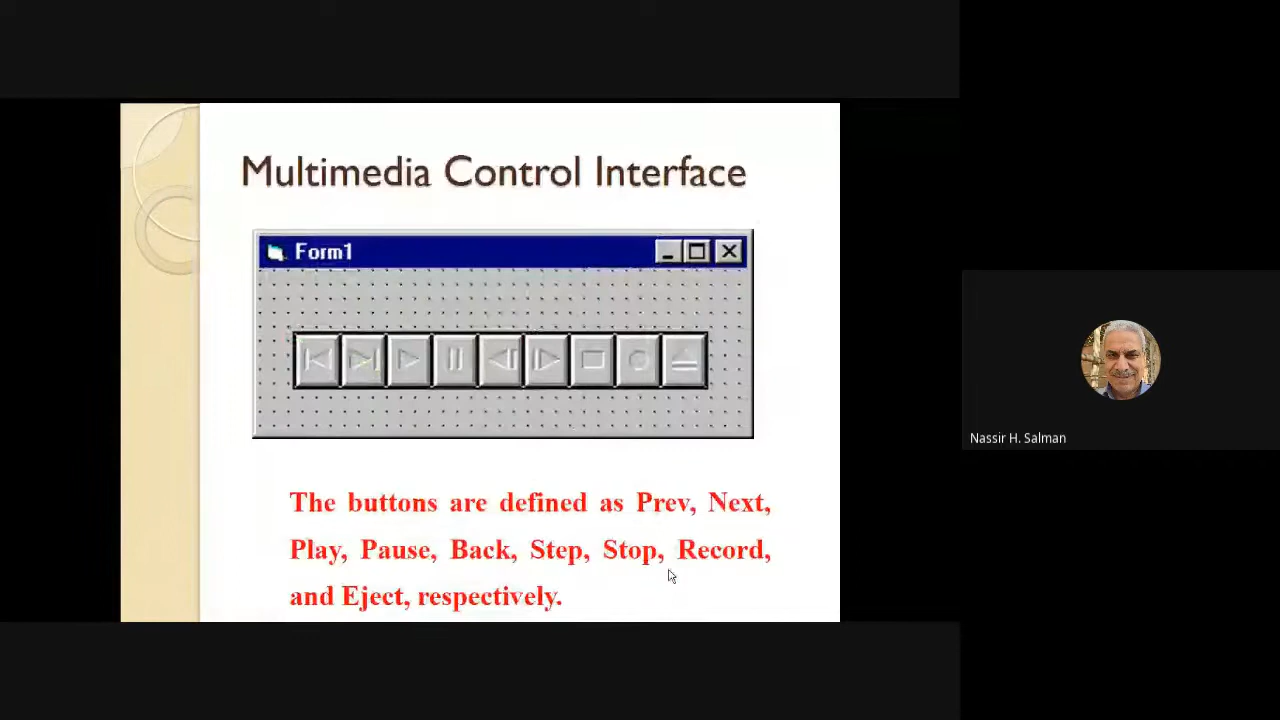 Multimedia Control Interface
Form1
The buttons are defined as Prev, Next,
Play, Pause, Back, Step, Stop, Record,
and Eject, respectively.
Nassir H. Salman